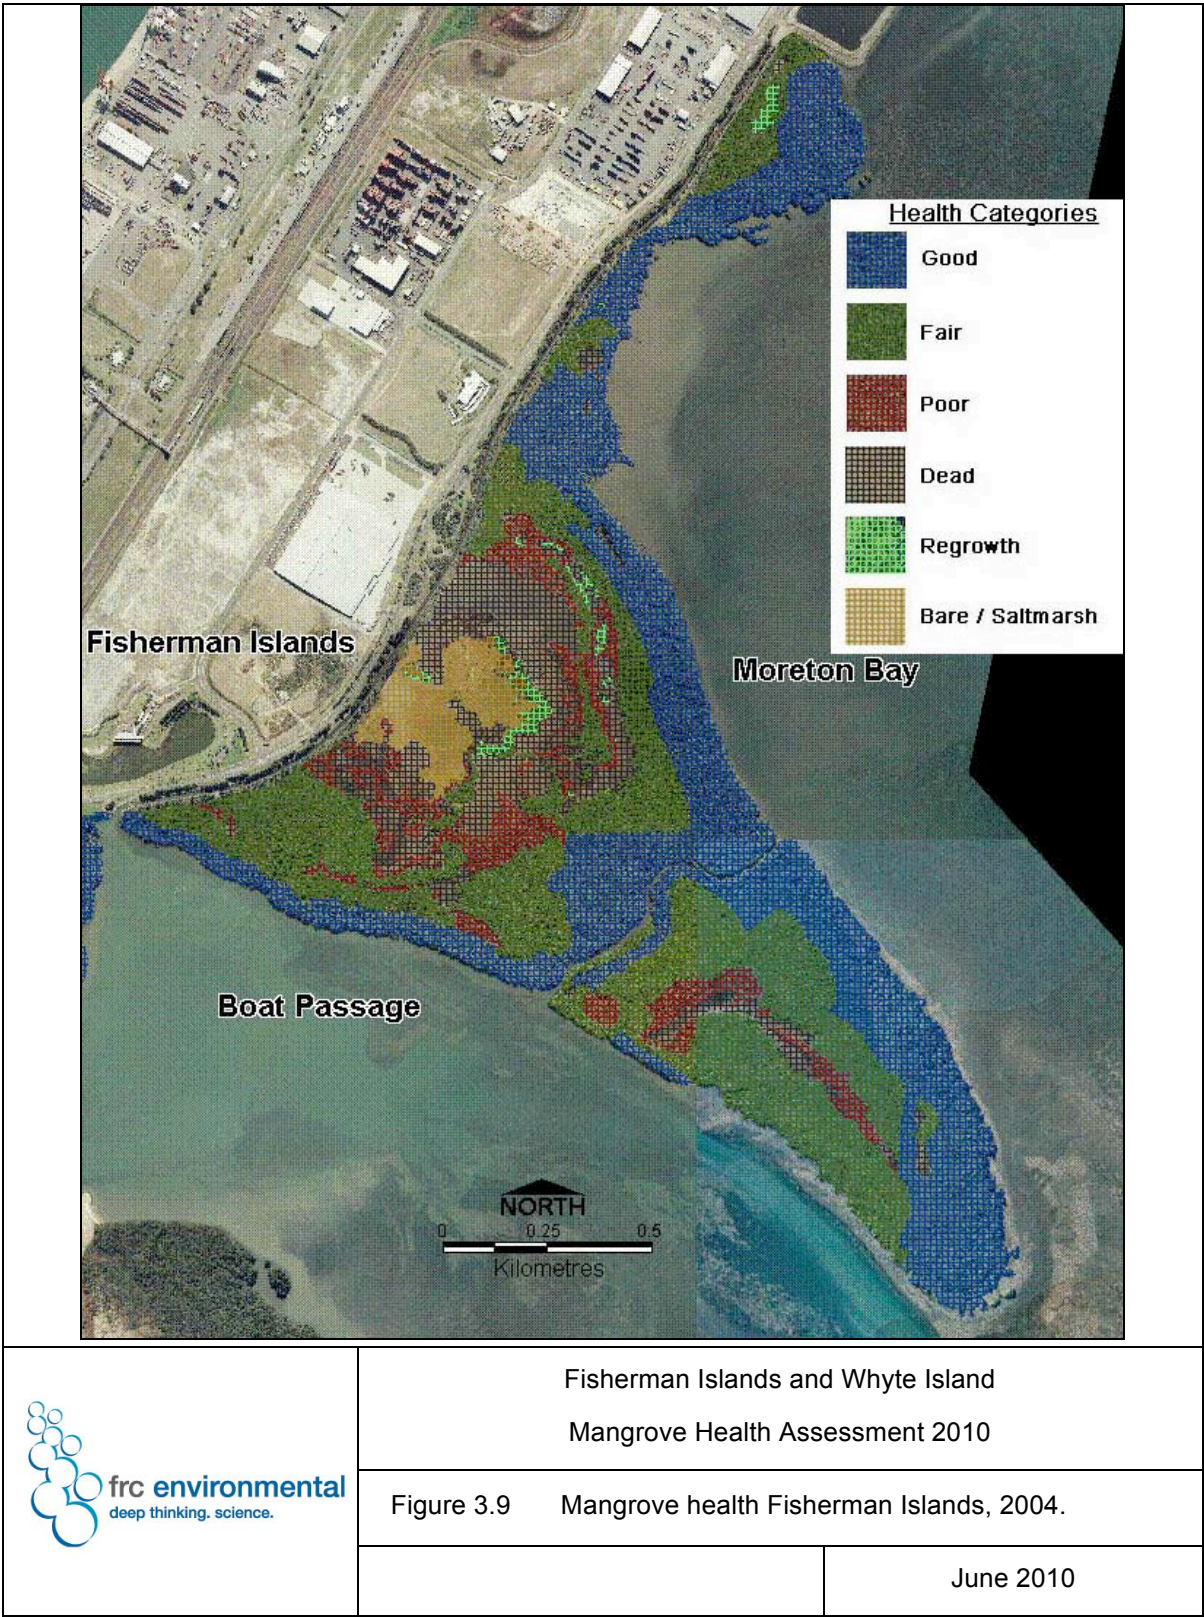 Health Categories
Good
Fair
Poor
Dead
Regrowth
Bare / Saltmarsh
Fisherman Islands
Moreton Bay
Boat Passage
NORTH
0 0.25 0.5
Kilometres
frc environmental
deep thinking. science.
Fisherman Islands and Whyte Island
Mangrove Health Assessment 2010
Figure 3.9 Mangrove health Fisherman Islands, 2004.
June 2010